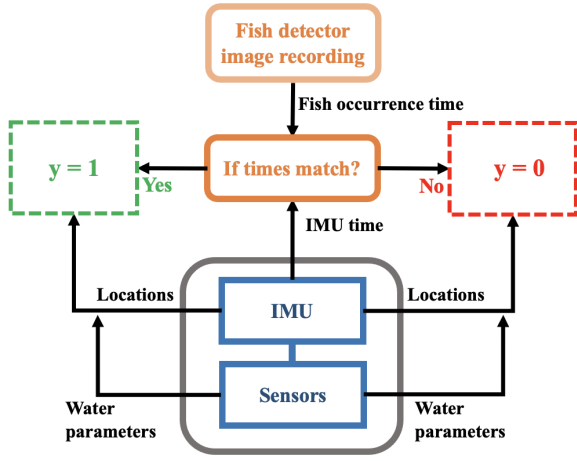 Fish detector
image recording
Fish occurrence time
y = 1
If times match?
y = 0
Yes
No
IMU time
Locations
IMU
Locations
Sensors
Water
parameters
Water
parameters